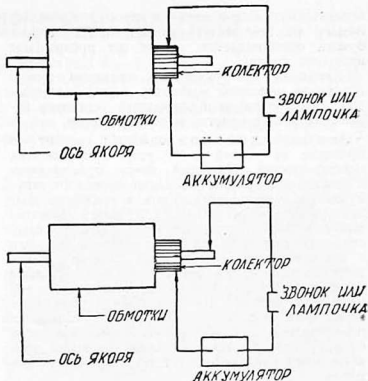 КОЛЕКТОР
ЗВОНОК ИЛИ
ЛАМПОЧКА
ОБМОТКИ
ОСЬ ЯКОРЯ
АККУМУЛЯТОР
КОЛЕКТОР
ЗВОНОК ИЛИ
ЛАМПОЧКА
ОБМОТКИ
ОСЬ ЯКОРЯ
АККУМУЛЯТОР